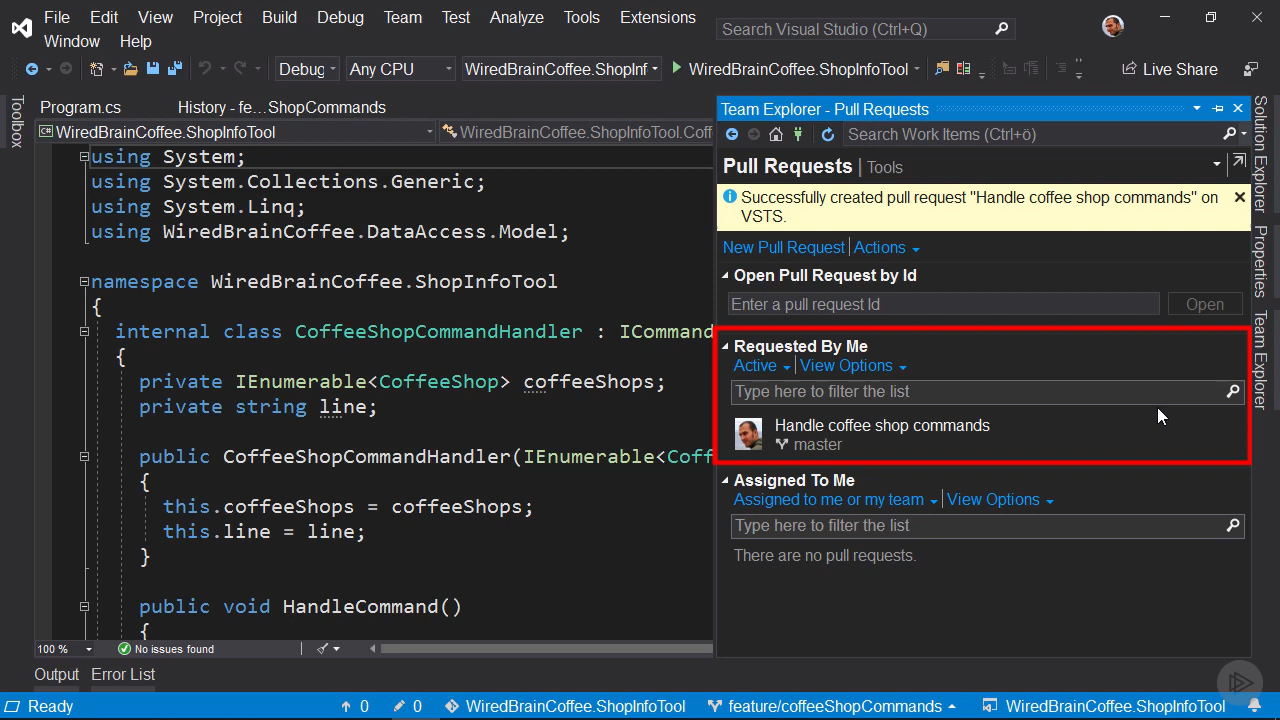 File Edit View Project Build Debug Team Test Analyze Tools Extensions
Window Help
Search Visual Studio (Ctrl+Q)
Debug Any CPU WiredBrainCoffee.ShopInf WiredBrainCoffee.ShopInfoTool Live Share
Toolbox
Program.cs History - fe...ShopCommands
WiredBrainCoffee.ShopInfoTool WiredBrainCoffee.ShopInfoTool.Coff
using System;
using System.Collections.Generic;
using System.Linq;
using WiredBrainCoffee.DataAccess.Model;
namespace WiredBrainCoffee.ShopInfoTool
{
internal class CoffeeShopCommandHandler : ICommand
{
private IEnumerable<CoffeeShop> coffeeShops;
private string line;
public CoffeeShopCommandHandler(IEnumerable<Coff
{
this.coffeeShops = coffeeShops;
this.line = line;
}
public void HandleCommand()
{
100 % No issues found
Team Explorer - Pull Requests
Search Work Items (Ctrl+ö)
Pull Requests | Tools
Successfully created pull request "Handle coffee shop commands" on
VSTS.
New Pull Request | Actions
Open Pull Request by Id
Enter a pull request Id Open
Requested By Me
Active | View Options
Type here to filter the list
Handle coffee shop commands
master
Assigned To Me
Assigned to me or my team | View Options
Type here to filter the list
There are no pull requests.
Solution Explorer
Properties
Team Explorer
Output Error List
Ready 0 0 WiredBrainCoffee.ShopInfoTool feature/coffeeShopCommands WiredBrainCoffee.ShopInfoTool